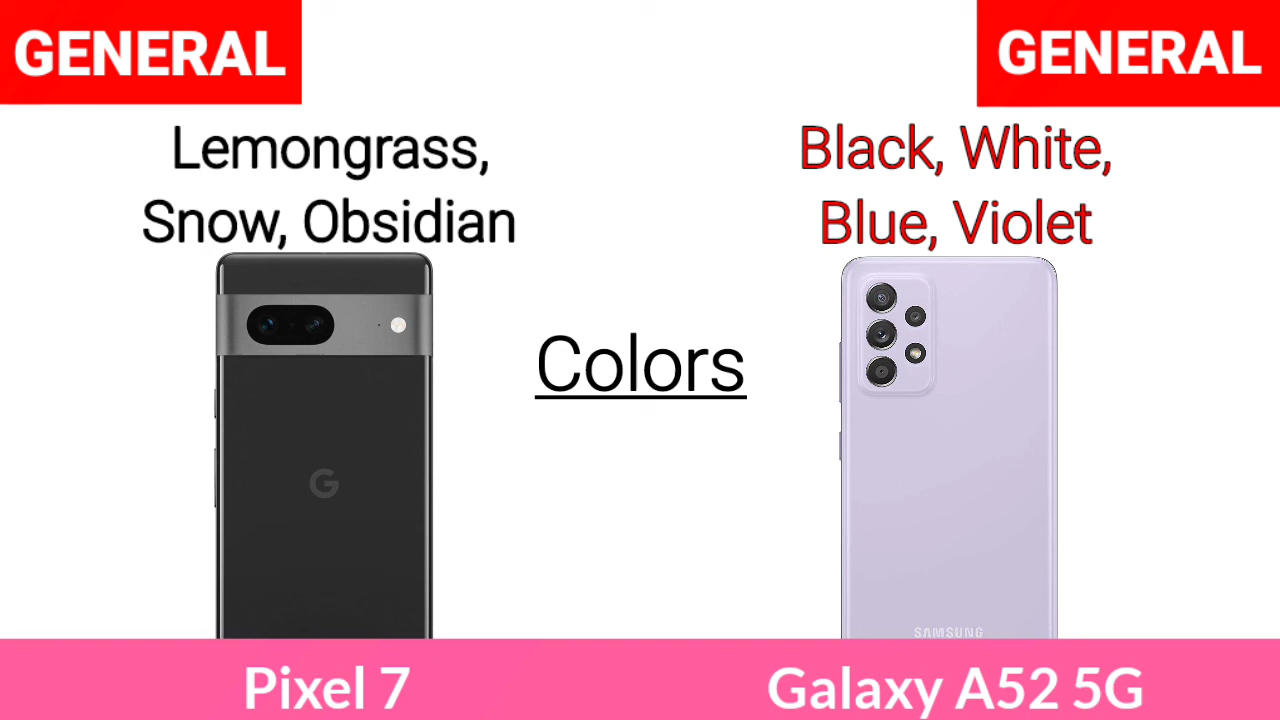 GENERAL
GENERAL
Lemongrass,
Snow, Obsidian
Black, White,
Blue, Violet
Colors
G
SAMSUNG
Pixel 7
Galaxy A52 5G